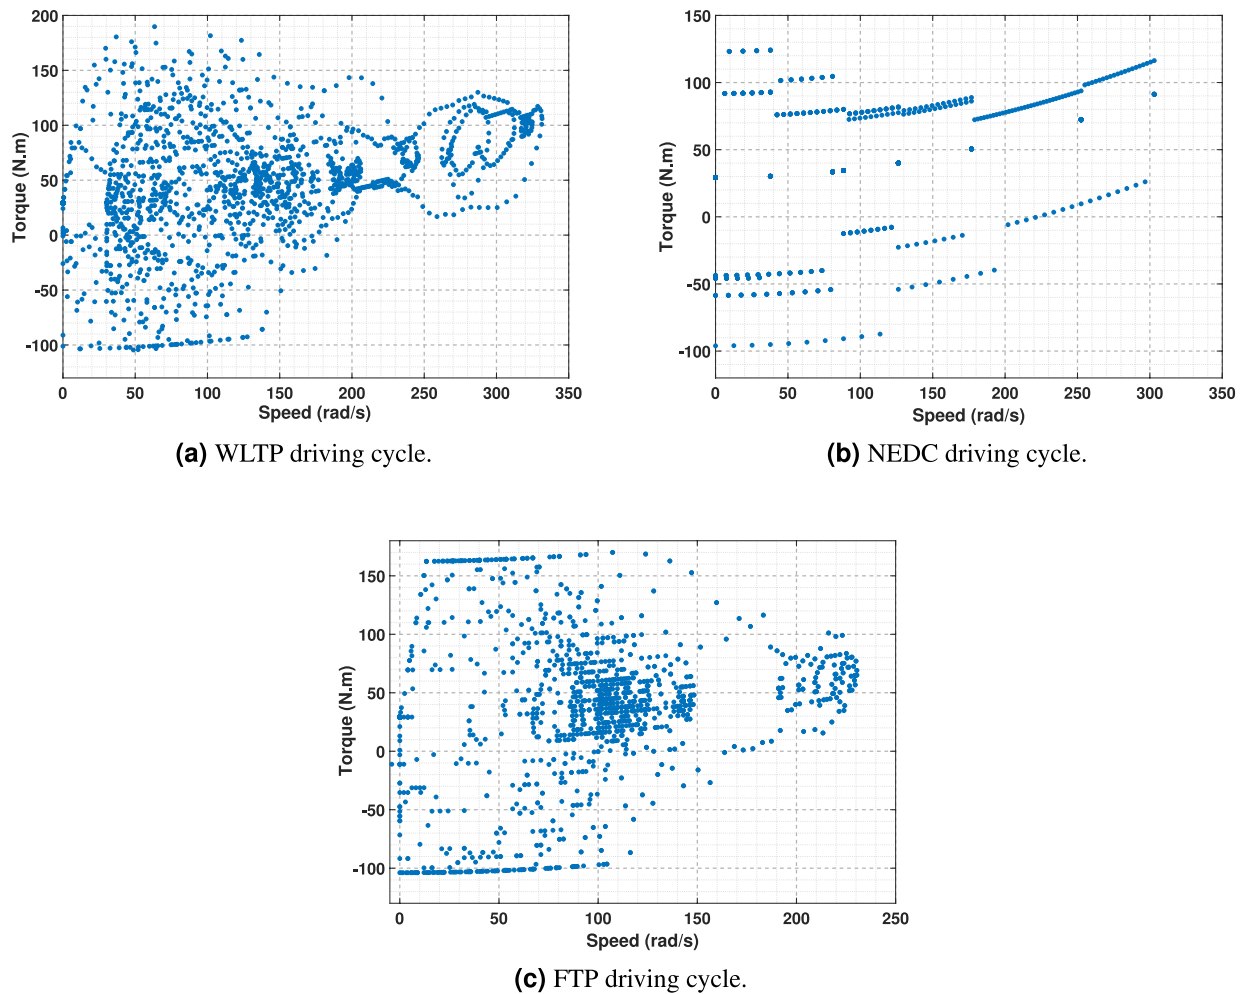 200
150
100
50
0
-50
-100
Torque (N.m)
0 50 100 150 200 250 300 350
Speed (rad/s)
(a) WLTP driving cycle.
150
100
50
0
-50
-100
Torque (N.m)
0 50 100 150 200 250 300 350
Speed (rad/s)
(b) NEDC driving cycle.
150
100
50
0
-50
-100
Torque (N.m)
0 50 100 150 200 250
Speed (rad/s)
(c) FTP driving cycle.